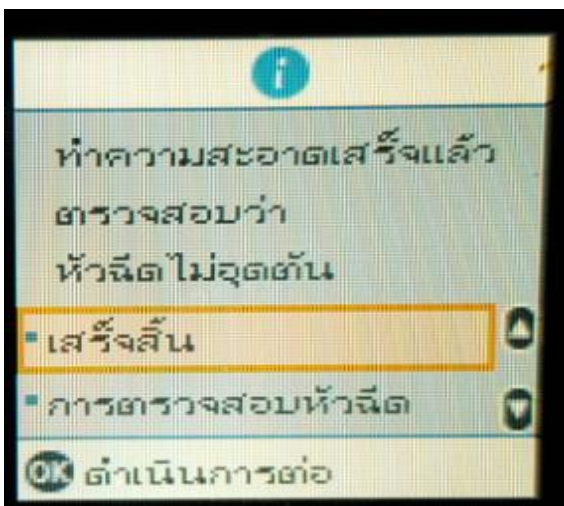 i
ทำความสะอาดเสร็จแล้ว
ตรวจสอบว่า
หัวฉีดไม่อุดตัน
เสร็จสิ้น
การตรวจสอบหัวฉีด
OK ดำเนินการต่อ